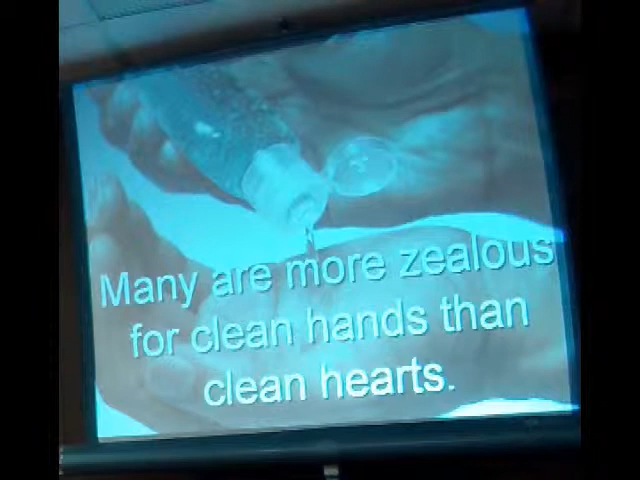 Many are more zealous
for clean hands than
clean hearts.